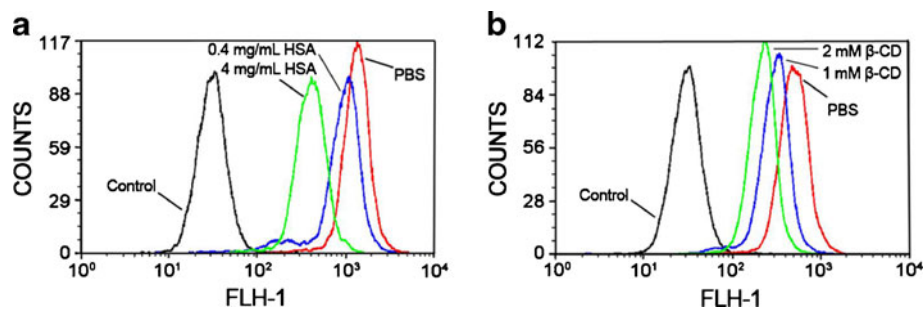 a
117
88
59
29
0
COUNTS
0.4 mg/mL HSA
4 mg/mL HSA
PBS
Control
10⁰
10¹
10²
10³
10⁴
FLH-1
b
112
84
56
28
0
COUNTS
2 mM β-CD
1 mM β-CD
PBS
Control
10⁰
10¹
10²
10³
10⁴
FLH-1